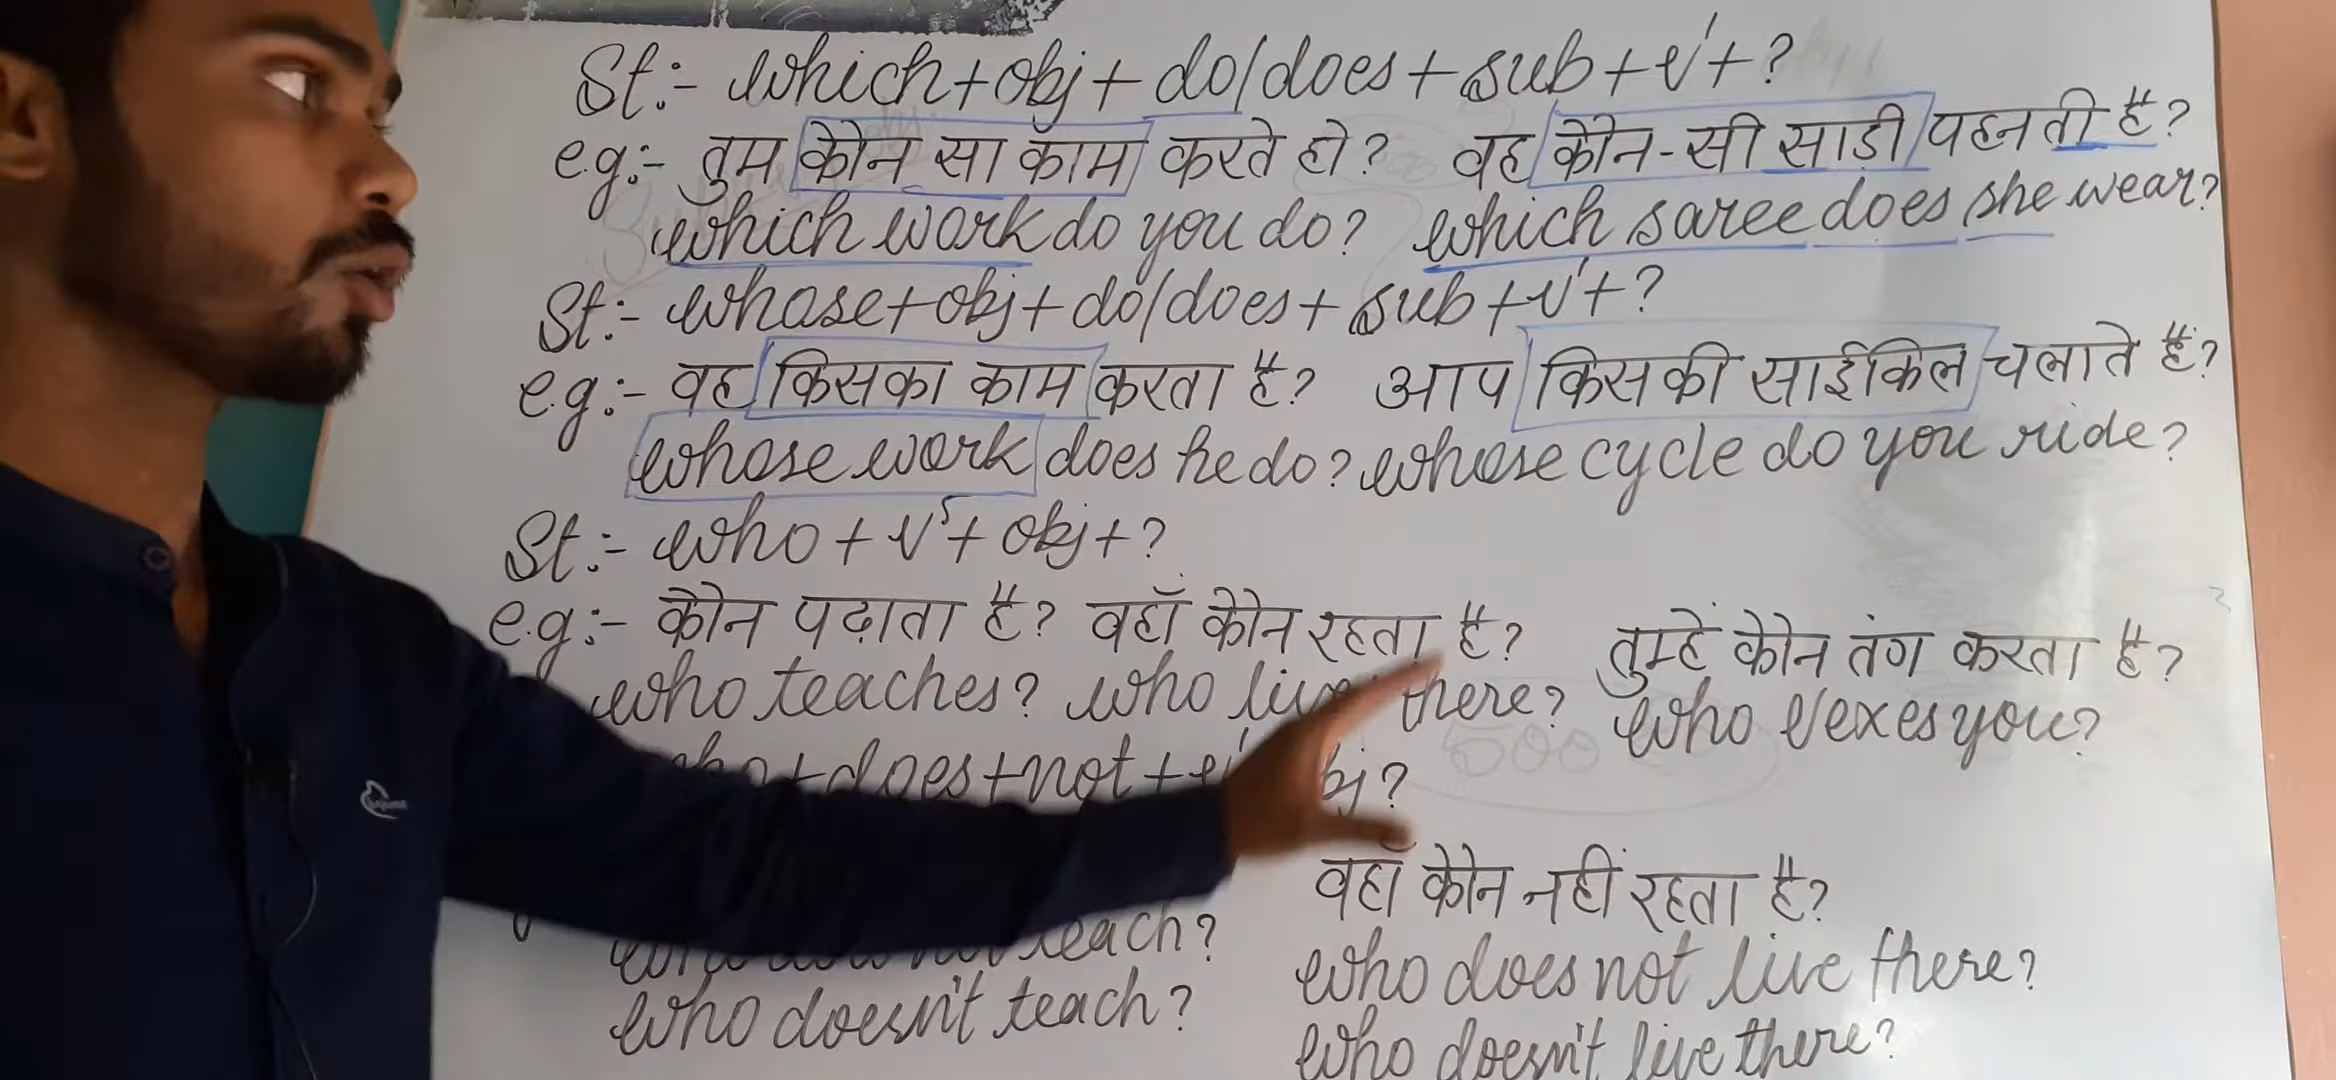 St:- which+obj+do/does+sub+v¹+?
e.g:- तुम कौन सा काम करते हो? वह कौन-सी साड़ी पहनती है?
which work do you do? which saree does she wear?
St:- whose+obj+do/does+sub+v¹+?
e.g:- वह किसका काम करता है? आप किसकी साईकिल चलाते हैं?
whose work does he do? whose cycle do you ride?
St:- who+v⁵+obj+?
e.g:- कौन पढ़ाता है? वहाँ कौन रहता है? तुम्हें कौन तंग करता है?
who teaches? who there? who vexes you?
+does+not+ ?
वहाँ कौन नहीं रहता है?
teach? who does not live there?
who doesn't teach? who doesn't live there?